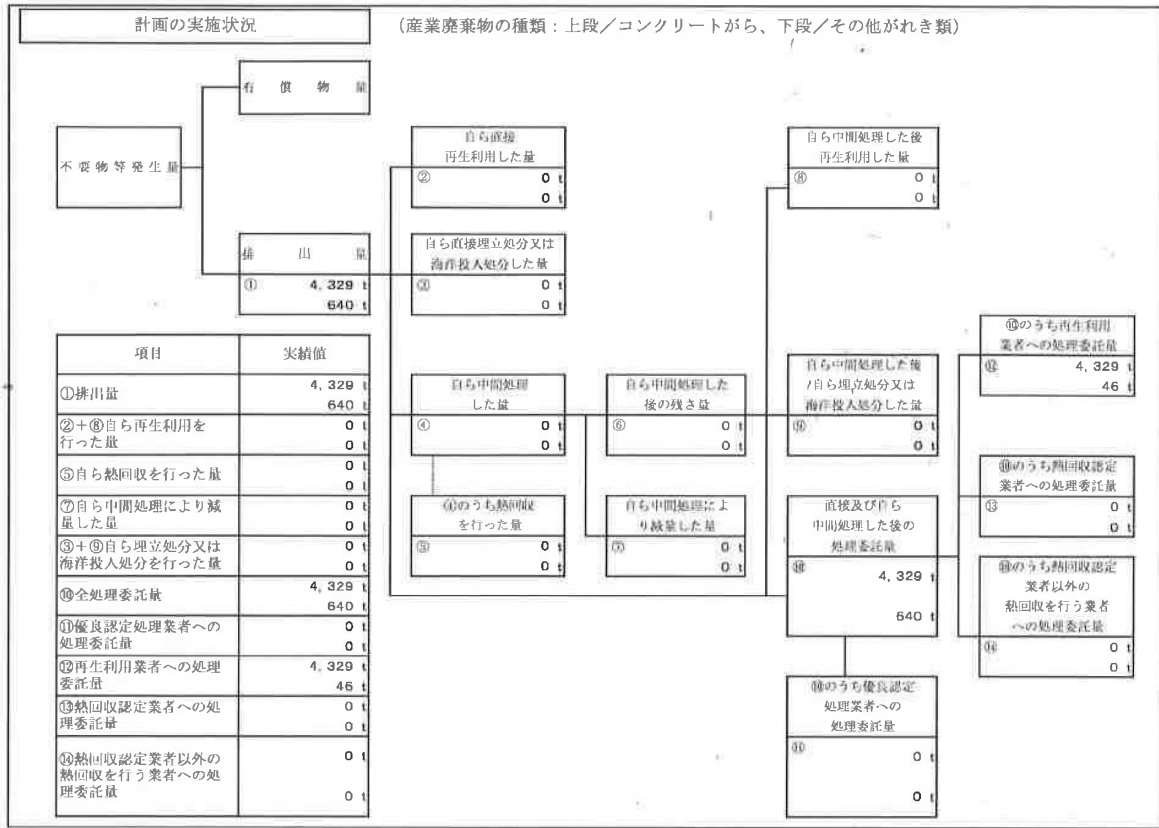 計画の実施状況
（産業廃棄物の種類：上段／コンクリートがら、下段／その他がれき類）
有償物量
不要物等発生量
自ら直接
再生利用した量
② 0 t
0 t
自ら中間処理した後
再生利用した量
⑧ 0 t
0 t
排出量
① 4,329 t
640 t
自ら直接埋立処分又は
海洋投入処分した量
③ 0 t
0 t
項目 実績値
①排出量 4,329 t
640 t
②＋⑧自ら再生利用を
行った量
0 t
0 t
⑤自ら熱回収を行った量 0 t
0 t
⑦自ら中間処理により減
量した量
0 t
0 t
③＋⑨自ら埋立処分又は
海洋投入処分を行った量
0 t
0 t
⑩全処理委託量 4,329 t
640 t
⑪優良認定処理業者への
処理委託量
0 t
0 t
⑫再生利用業者への処理
委託量
4,329 t
46 t
⑬熱回収認定業者への処
理委託量
0 t
0 t
⑭熱回収認定業者以外の
熱回収を行う業者への処
理委託量
0 t
0 t
自ら中間処理
した量
④ 0 t
0 t
④のうち熱回収
を行った量
⑤ 0 t
0 t
自ら中間処理した
後の残さ量
⑥ 0 t
0 t
自ら中間処理によ
り減量した量
⑦ 0 t
0 t
自ら中間処理した後
自ら埋立処分又は
海洋投入処分した量
⑨ 0 t
0 t
直接及び自ら
中間処理した後の
処理委託量
⑩ 4,329 t
640 t
⑩のうち優良認定
処理業者への
処理委託量
⑪ 0 t
0 t
⑩のうち再生利用
業者への処理委託量
⑫ 4,329 t
46 t
⑩のうち熱回収認定
業者への処理委託量
⑬ 0 t
0 t
⑩のうち熱回収認定
業者以外の
熱回収を行う業者
への処理委託量
⑭ 0 t
0 t